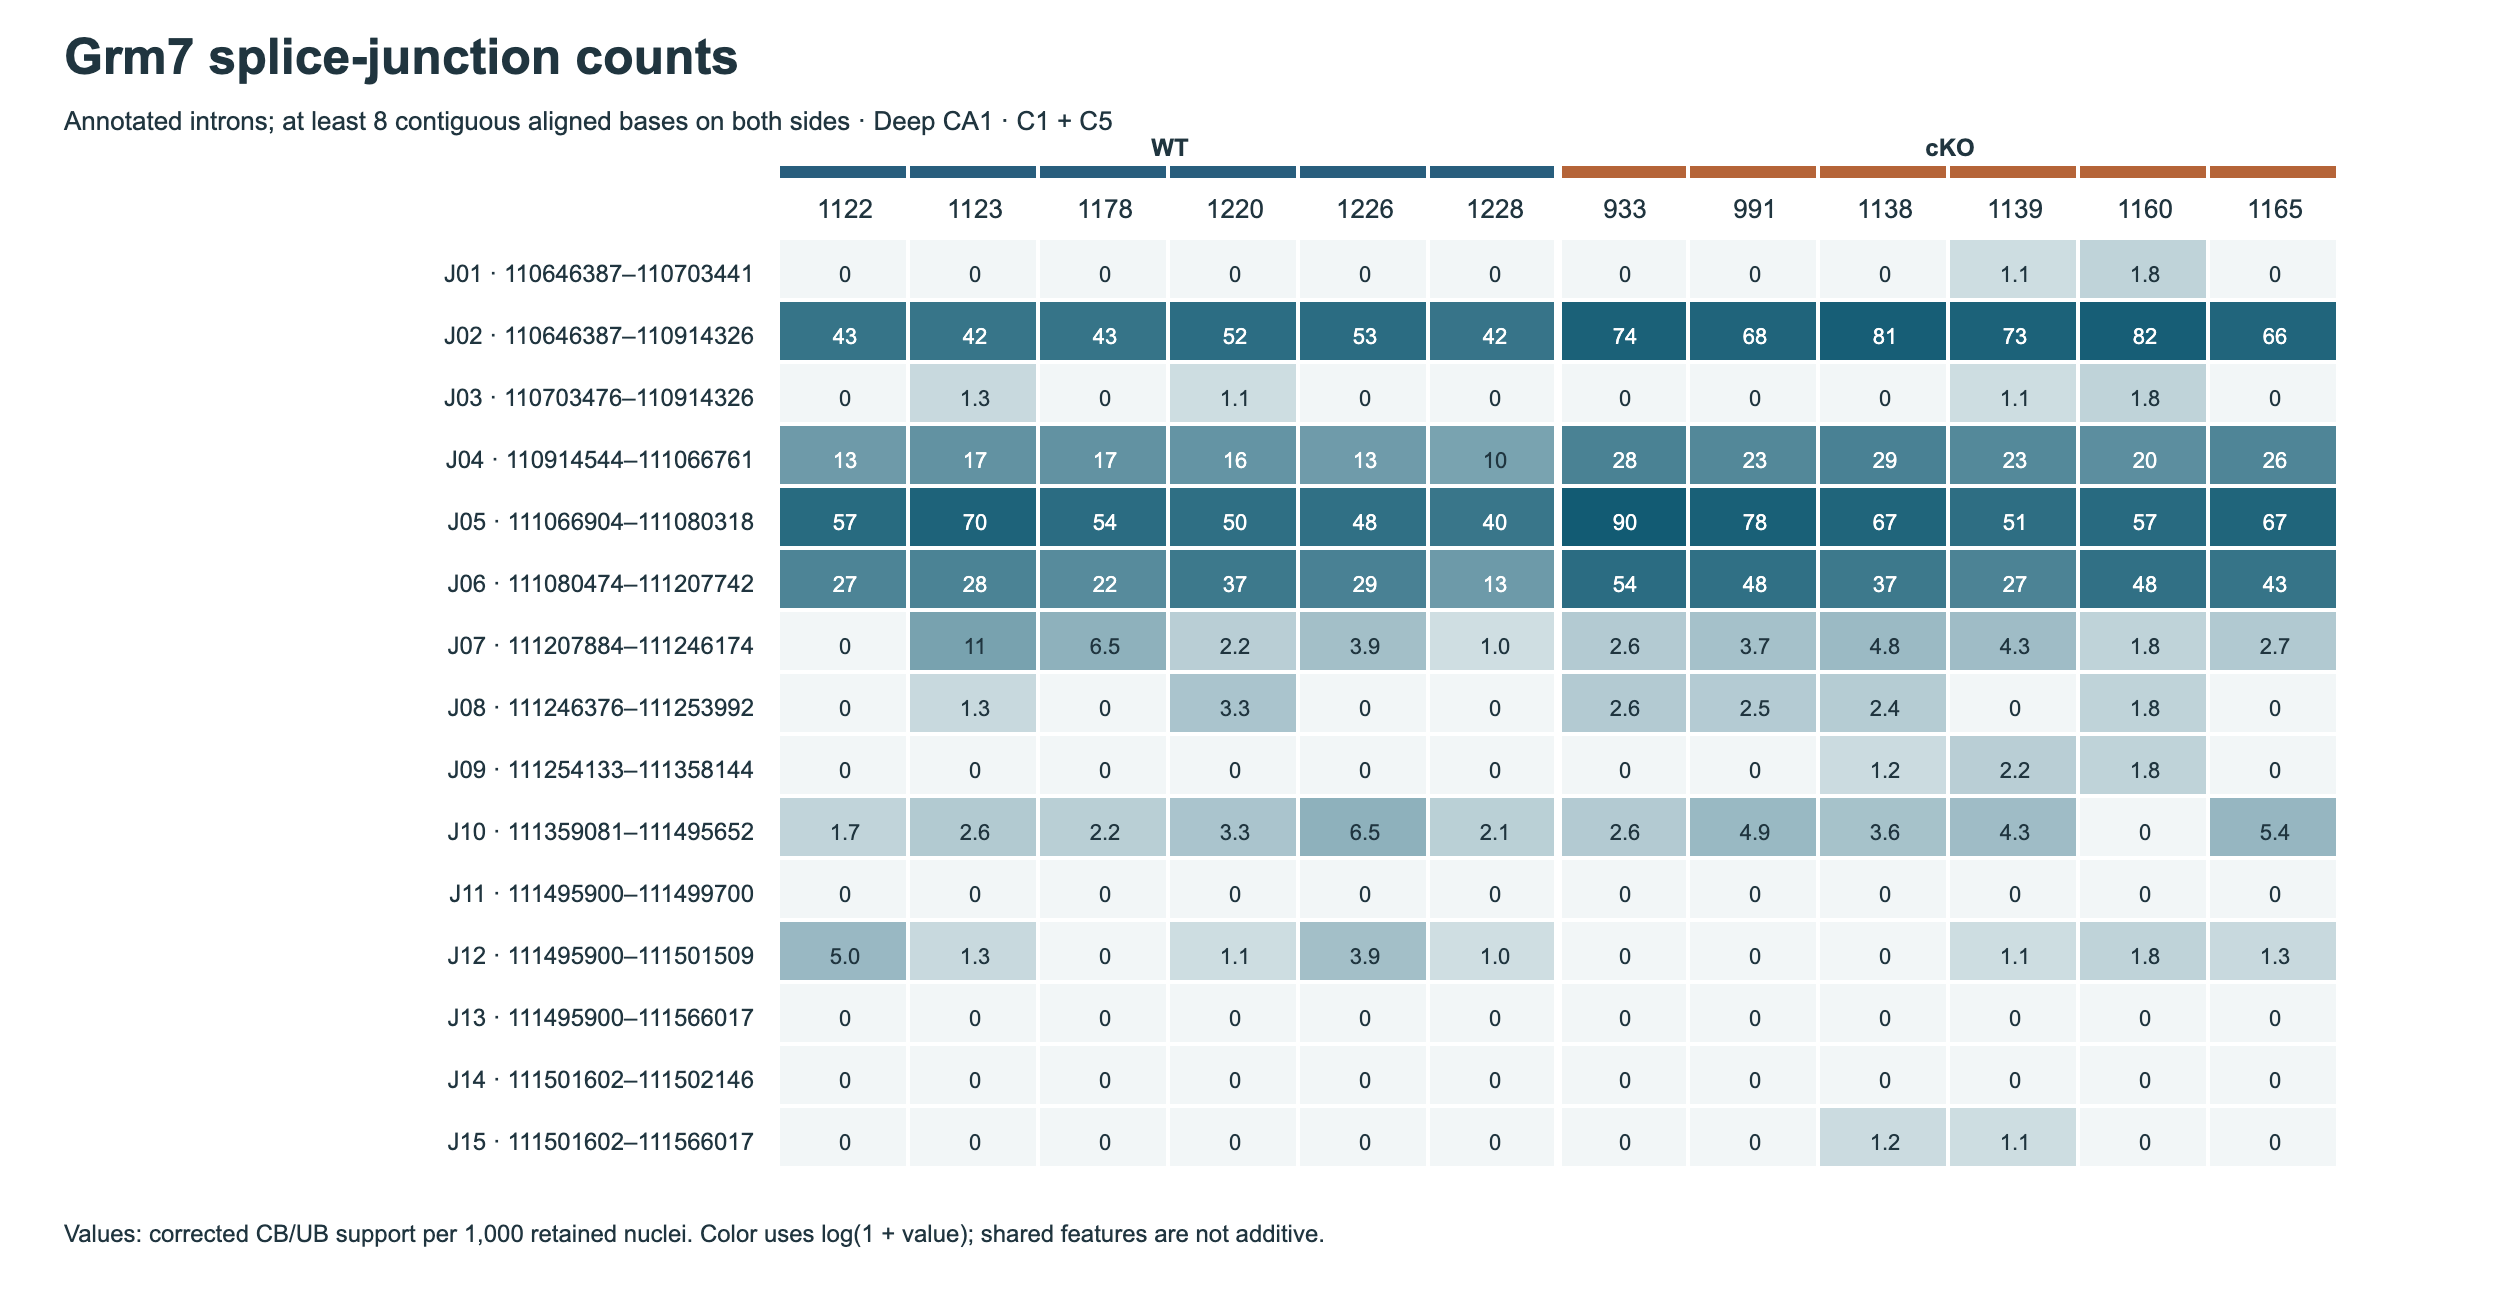 Grm7 splice-junction counts
Annotated introns; at least 8 contiguous aligned bases on both sides · Deep CA1 · C1 + C5
WT cKO
1122 1123 1178 1220 1226 1228 933 991 1138 1139 1160 1165
J01 · 110646387–110703441 0 0 0 0 0 0 0 0 0 1.1 1.8 0
J02 · 110646387–110914326 43 42 43 52 53 42 74 68 81 73 82 66
J03 · 110703476–110914326 0 1.3 0 1.1 0 0 0 0 0 1.1 1.8 0
J04 · 110914544–111066761 13 17 17 16 13 10 28 23 29 23 20 26
J05 · 111066904–111080318 57 70 54 50 48 40 90 78 67 51 57 67
J06 · 111080474–111207742 27 28 22 37 29 13 54 48 37 27 48 43
J07 · 111207884–111246174 0 11 6.5 2.2 3.9 1.0 2.6 3.7 4.8 4.3 1.8 2.7
J08 · 111246376–111253992 0 1.3 0 3.3 0 0 2.6 2.5 2.4 0 1.8 0
J09 · 111254133–111358144 0 0 0 0 0 0 0 0 1.2 2.2 1.8 0
J10 · 111359081–111495652 1.7 2.6 2.2 3.3 6.5 2.1 2.6 4.9 3.6 4.3 0 5.4
J11 · 111495900–111499700 0 0 0 0 0 0 0 0 0 0 0 0
J12 · 111495900–111501509 5.0 1.3 0 1.1 3.9 1.0 0 0 0 1.1 1.8 1.3
J13 · 111495900–111566017 0 0 0 0 0 0 0 0 0 0 0 0
J14 · 111501602–111502146 0 0 0 0 0 0 0 0 0 0 0 0
J15 · 111501602–111566017 0 0 0 0 0 0 0 0 1.2 1.1 0 0
Values: corrected CB/UB support per 1,000 retained nuclei. Color uses log(1 + value); shared features are not additive.